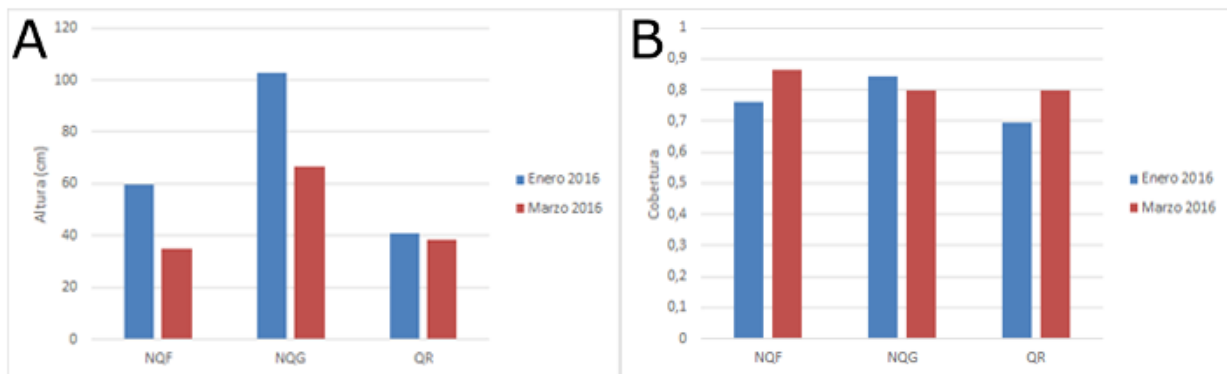 A
Altura (cm)
120
100
80
60
40
20
0
NQF NQG QR
Enero 2016
Marzo 2016
B
Cobertura
1
0,9
0,8
0,7
0,6
0,5
0,4
0,3
0,2
0,1
0
NQF NQG QR
Enero 2016
Marzo 2016